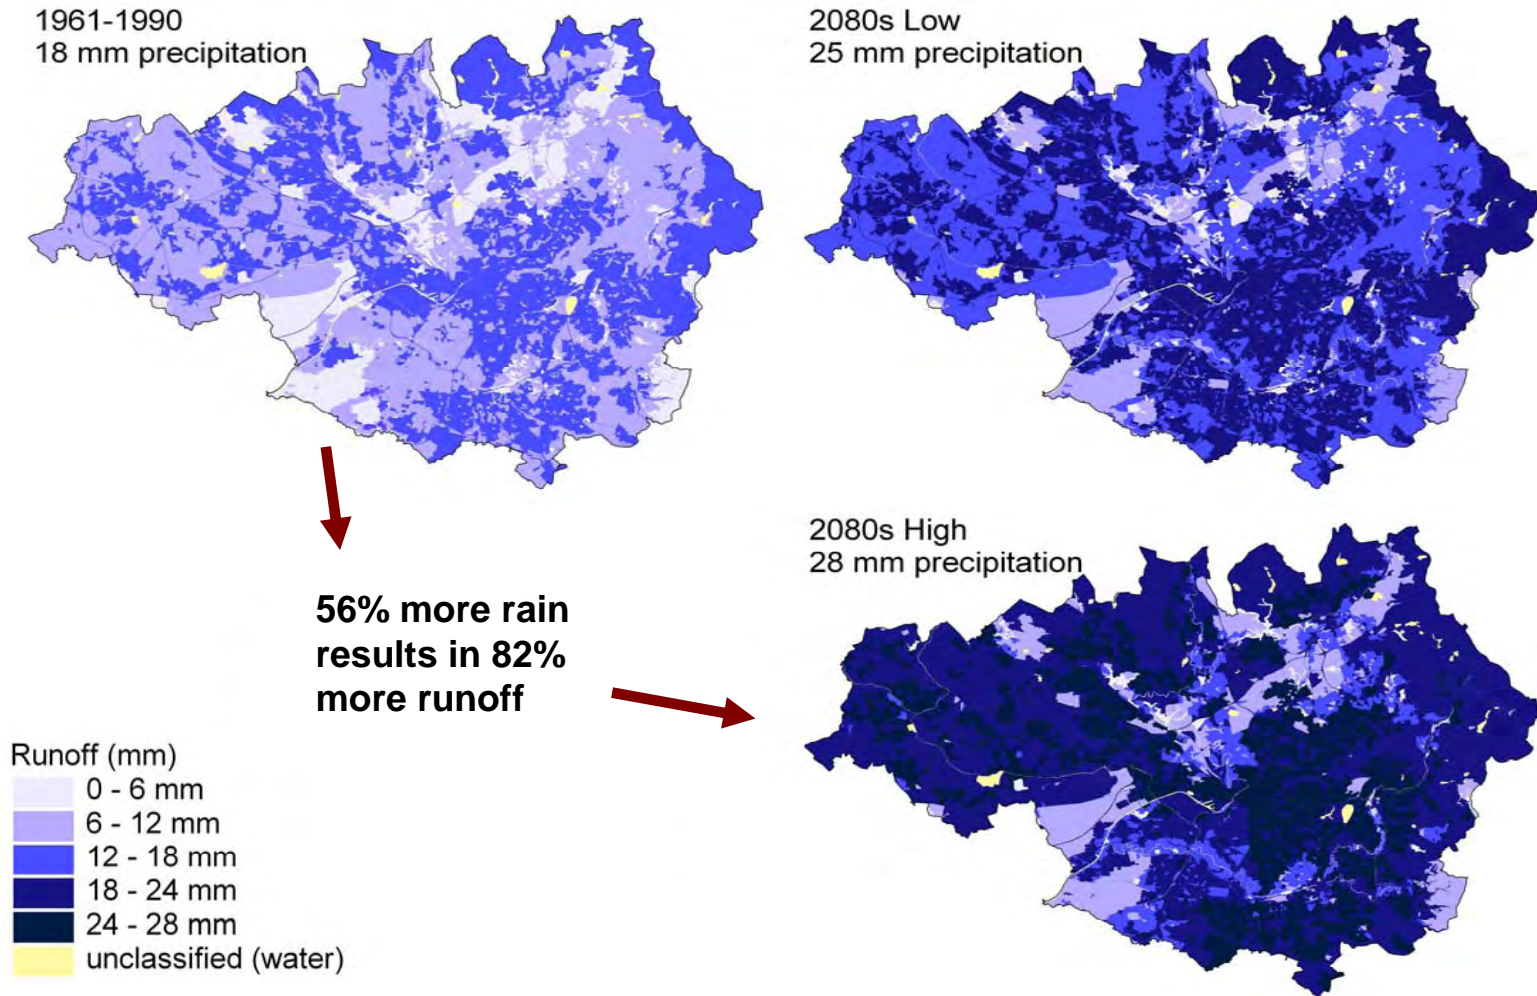 1961-1990
18 mm precipitation
2080s Low
25 mm precipitation
2080s High
28 mm precipitation
56% more rain
results in 82%
more runoff
Runoff (mm)
0 - 6 mm
6 - 12 mm
12 - 18 mm
18 - 24 mm
24 - 28 mm
unclassified (water)